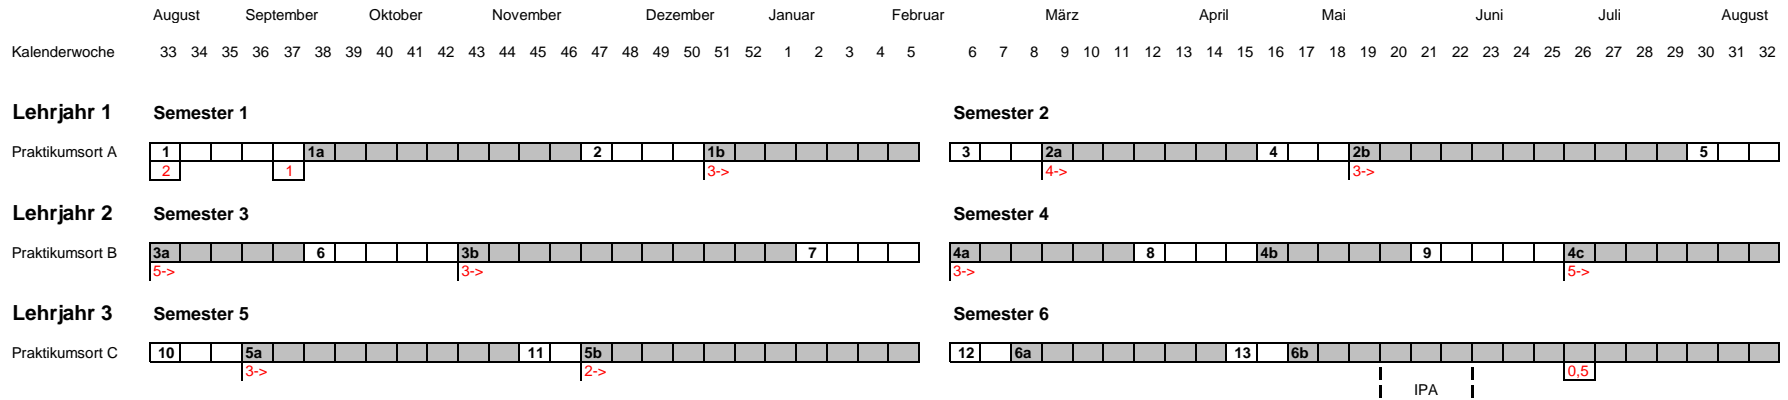 August September Oktober November Dezember Januar Februar März April Mai Juni Juli August
Kalenderwoche 33 34 35 36 37 38 39 40 41 42 43 44 45 46 47 48 49 50 51 52 1 2 3 4 5 6 7 8 9 10 11 12 13 14 15 16 17 18 19 20 21 22 23 24 25 26 27 28 29 30 31 32
Lehrjahr 1 Semester 1 Semester 2
Praktikumsort A 1 1a 2 1b 3 2a 4 2b 5
2 1 3-> 4-> 3->
Lehrjahr 2 Semester 3 Semester 4
Praktikumsort B 3a 6 3b 7 4a 8 4b 9 4c
5-> 3-> 3-> 5->
Lehrjahr 3 Semester 5 Semester 6
Praktikumsort C 10 5a 11 5b 12 6a 13 6b
3-> 2-> 0,5
IPA